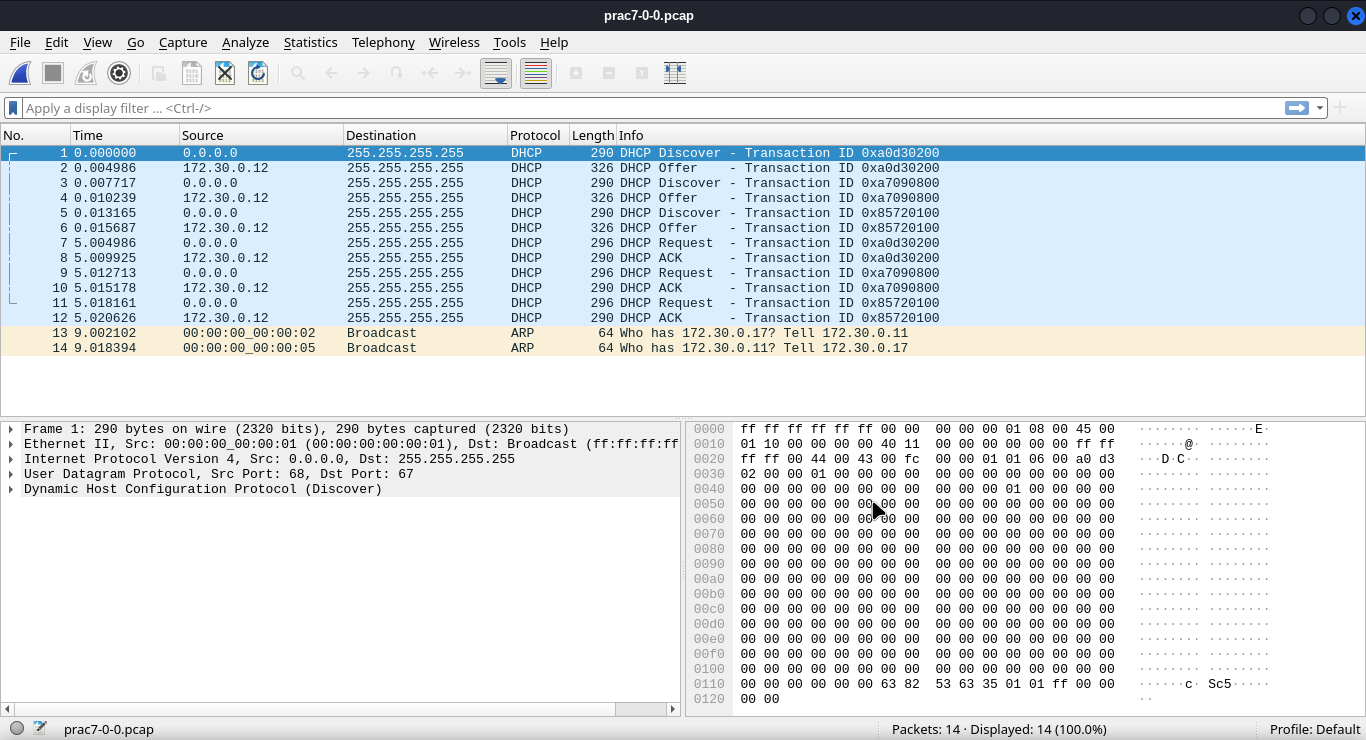 prac7-0-0.pcap
File Edit View Go Capture Analyze Statistics Telephony Wireless Tools Help
Apply a display filter ... <Ctrl-/>
No. Time Source Destination Protocol Length Info
1 0.000000 0.0.0.0 255.255.255.255 DHCP 290 DHCP Discover - Transaction ID 0xa0d30200
2 0.004986 172.30.0.12 255.255.255.255 DHCP 326 DHCP Offer - Transaction ID 0xa0d30200
3 0.007717 0.0.0.0 255.255.255.255 DHCP 290 DHCP Discover - Transaction ID 0xa7090800
4 0.010239 172.30.0.12 255.255.255.255 DHCP 326 DHCP Offer - Transaction ID 0xa7090800
5 0.013165 0.0.0.0 255.255.255.255 DHCP 290 DHCP Discover - Transaction ID 0x85720100
6 0.015687 172.30.0.12 255.255.255.255 DHCP 326 DHCP Offer - Transaction ID 0x85720100
7 5.004986 0.0.0.0 255.255.255.255 DHCP 296 DHCP Request - Transaction ID 0xa0d30200
8 5.009925 172.30.0.12 255.255.255.255 DHCP 290 DHCP ACK - Transaction ID 0xa0d30200
9 5.012713 0.0.0.0 255.255.255.255 DHCP 296 DHCP Request - Transaction ID 0xa7090800
10 5.015178 172.30.0.12 255.255.255.255 DHCP 290 DHCP ACK - Transaction ID 0xa7090800
11 5.018161 0.0.0.0 255.255.255.255 DHCP 296 DHCP Request - Transaction ID 0x85720100
12 5.020626 172.30.0.12 255.255.255.255 DHCP 290 DHCP ACK - Transaction ID 0x85720100
13 9.002102 00:00:00_00:00:02 Broadcast ARP 64 Who has 172.30.0.17? Tell 172.30.0.11
14 9.018394 00:00:00_00:00:05 Broadcast ARP 64 Who has 172.30.0.11? Tell 172.30.0.17
Frame 1: 290 bytes on wire (2320 bits), 290 bytes captured (2320 bits)
Ethernet II, Src: 00:00:00_00:00:01 (00:00:00:00:00:01), Dst: Broadcast (ff:ff:ff:ff
Internet Protocol Version 4, Src: 0.0.0.0, Dst: 255.255.255.255
User Datagram Protocol, Src Port: 68, Dst Port: 67
Dynamic Host Configuration Protocol (Discover)
0000 ff ff ff ff ff ff 00 00 00 00 00 01 08 00 45 00 ········ ······E·
0010 01 10 00 00 00 00 40 11 00 00 00 00 00 00 ff ff ······@· ········
0020 ff ff 00 44 00 43 00 fc 00 00 01 01 06 00 a0 d3 ···D·C·· ········
0030 02 00 00 01 00 00 00 00 00 00 00 00 00 00 00 00 ········ ········
0040 00 00 00 00 00 00 00 00 00 00 00 01 00 00 00 00 ········ ········
0050 00 00 00 00 00 00 00 00 00 00 00 00 00 00 00 00 ········ ········
0060 00 00 00 00 00 00 00 00 00 00 00 00 00 00 00 00 ········ ········
0070 00 00 00 00 00 00 00 00 00 00 00 00 00 00 00 00 ········ ········
0080 00 00 00 00 00 00 00 00 00 00 00 00 00 00 00 00 ········ ········
0090 00 00 00 00 00 00 00 00 00 00 00 00 00 00 00 00 ········ ········
00a0 00 00 00 00 00 00 00 00 00 00 00 00 00 00 00 00 ········ ········
00b0 00 00 00 00 00 00 00 00 00 00 00 00 00 00 00 00 ········ ········
00c0 00 00 00 00 00 00 00 00 00 00 00 00 00 00 00 00 ········ ········
00d0 00 00 00 00 00 00 00 00 00 00 00 00 00 00 00 00 ········ ········
00e0 00 00 00 00 00 00 00 00 00 00 00 00 00 00 00 00 ········ ········
00f0 00 00 00 00 00 00 00 00 00 00 00 00 00 00 00 00 ········ ········
0100 00 00 00 00 00 00 00 00 00 00 00 00 00 00 00 00 ········ ········
0110 00 00 00 00 00 00 63 82 53 63 35 01 01 ff 00 00 ······c· Sc5·····
0120 00 00 ··
prac7-0-0.pcap
Packets: 14 · Displayed: 14 (100.0%)
Profile: Default